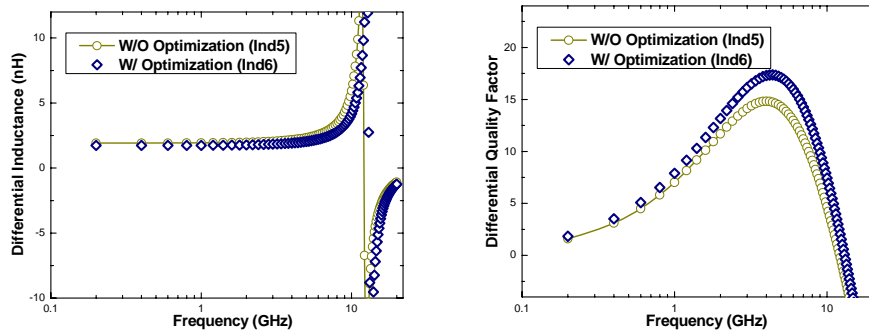 Differential Inductance (nH)
10
5
0
-5
-10
W/O Optimization (Ind5)
W/ Optimization (Ind6)
0.1
1
10
Frequency (GHz)
Differential Quality Factor
20
15
10
5
0
W/O Optimization (Ind5)
W/ Optimization (Ind6)
0.1
1
10
Frequency (GHz)